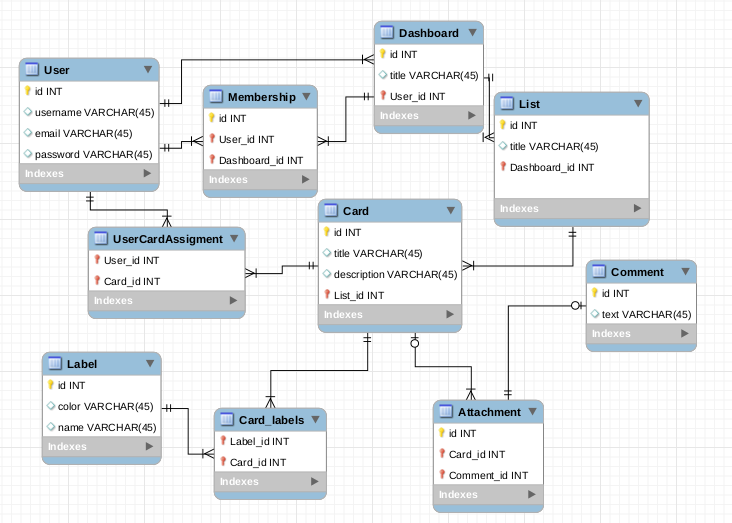 Dashboard
id INT
title VARCHAR(45)
User_id INT
Indexes
User
id INT
username VARCHAR(45)
email VARCHAR(45)
password VARCHAR(45)
Indexes
Membership
id INT
User_id INT
Dashboard_id INT
Indexes
List
id INT
title VARCHAR(45)
Dashboard_id INT
Indexes
UserCardAssigment
User_id INT
Card_id INT
Indexes
Card
id INT
title VARCHAR(45)
description VARCHAR(45)
List_id INT
Indexes
Comment
id INT
text VARCHAR(45)
Indexes
Label
id INT
color VARCHAR(45)
name VARCHAR(45)
Indexes
Card_labels
Label_id INT
Card_id INT
Indexes
Attachment
id INT
Card_id INT
Comment_id INT
Indexes